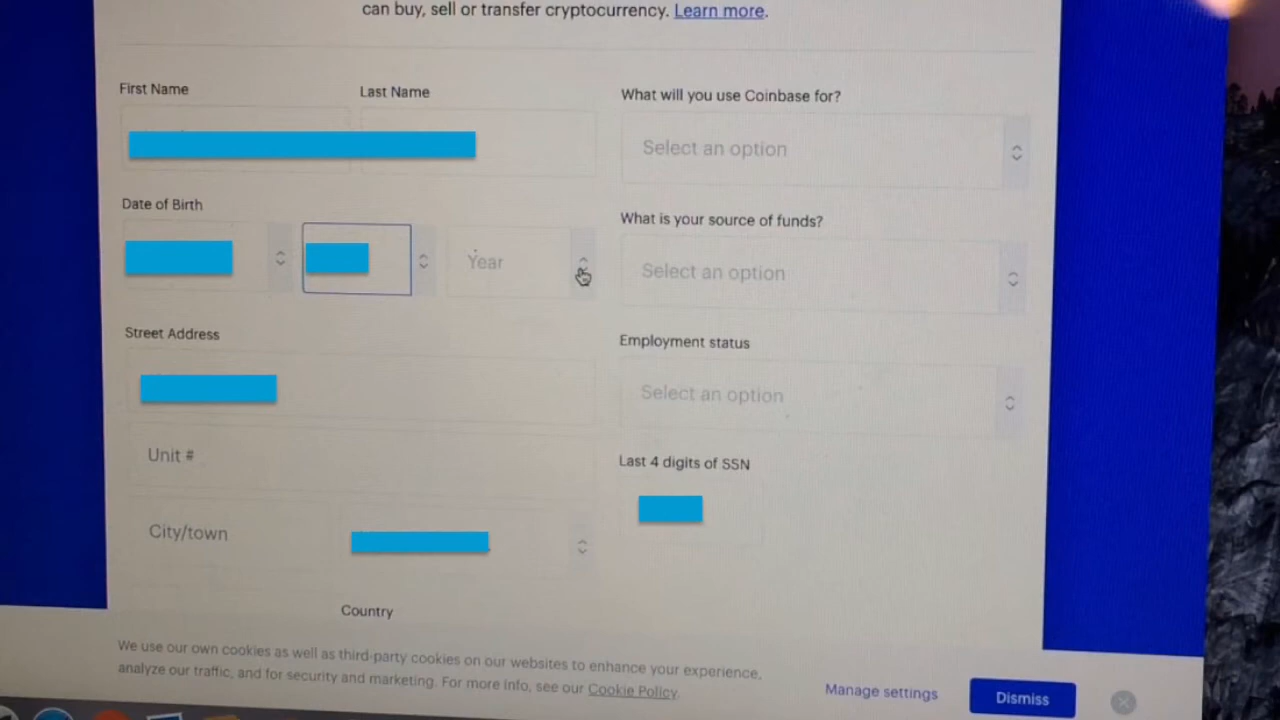 can buy, sell or transfer cryptocurrency. Learn more.
First Name
Last Name
What will you use Coinbase for?
Select an option
Date of Birth
What is your source of funds?
Year
Select an option
Street Address
Employment status
Select an option
Unit #
Last 4 digits of SSN
City/town
Country
We use our own cookies as well as third-party cookies on our websites to enhance your experience,
analyze our traffic, and for security and marketing. For more info, see our Cookie Policy.
Manage settings
Dismiss